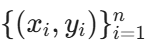 {(x_i, y_i)}_{i=1}^n